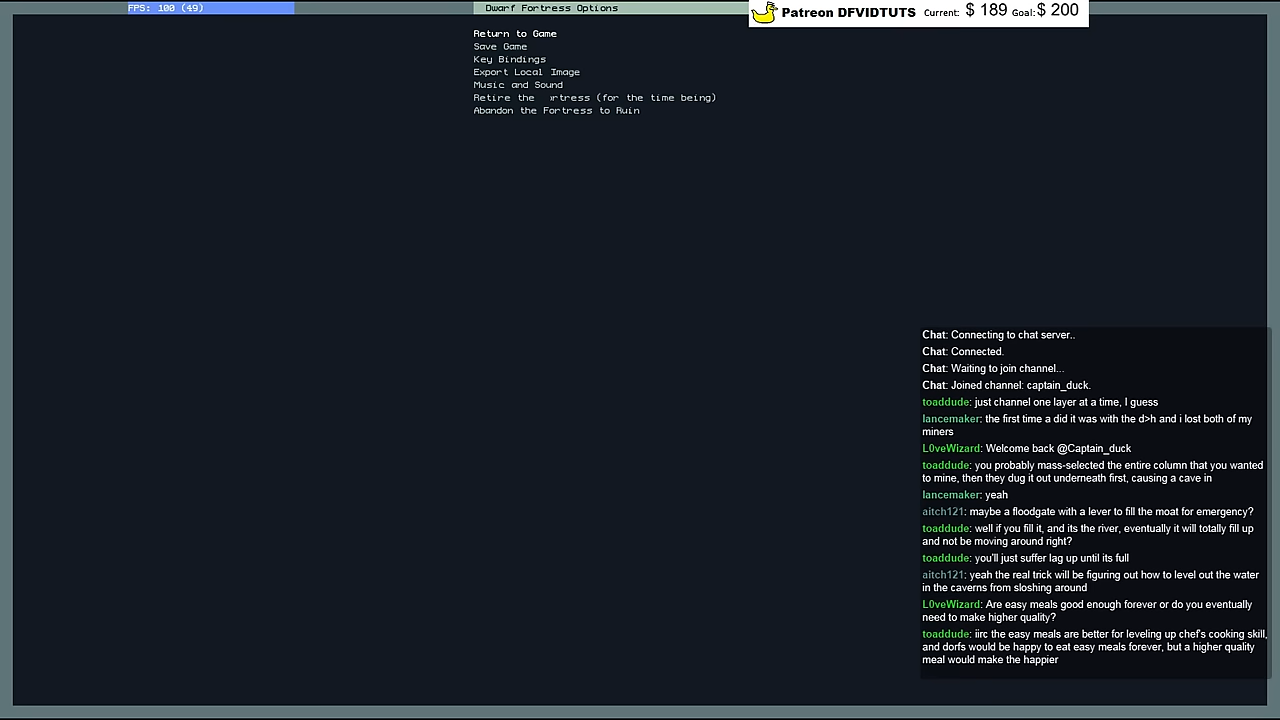 FPS: 100 (49)
Dwarf Fortress Options
Patreon DFVIDTUTS Current: $ 189 Goal: $ 200
Return to Game
Save Game
Key Bindings
Export Local Image
Music and Sound
Retire the (for the time being)
Abandon the Fortress to Ruin
Chat: Connecting to chat server..
Chat: Connected.
Chat: Waiting to join channel...
Chat: Joined channel: captain_duck.
toaddude: just channel one layer at a time, I guess
lancemaker: the first time a did it was with the d>h and i lost both of my
miners
L0veWizard: Welcome back @Captain_duck
toaddude: you probably mass-selected the entire column that you wanted
to mine, then they dug it out underneath first, causing a cave in
lancemaker: yeah
aitch121: maybe a floodgate with a lever to fill the moat for emergency?
toaddude: well if you fill it, and its the river, eventually it will totally fill up
and not be moving around right?
toaddude: you'll just suffer lag up until its full
aitch121: yeah the real trick will be figuring out how to level out the water
in the caverns from sloshing around
L0veWizard: Are easy meals good enough forever or do you eventually
need to make higher quality?
toaddude: iirc the easy meals are better for leveling up chef's cooking skill,
and dorfs would be happy to eat easy meals forever, but a higher quality
meal would make the happier